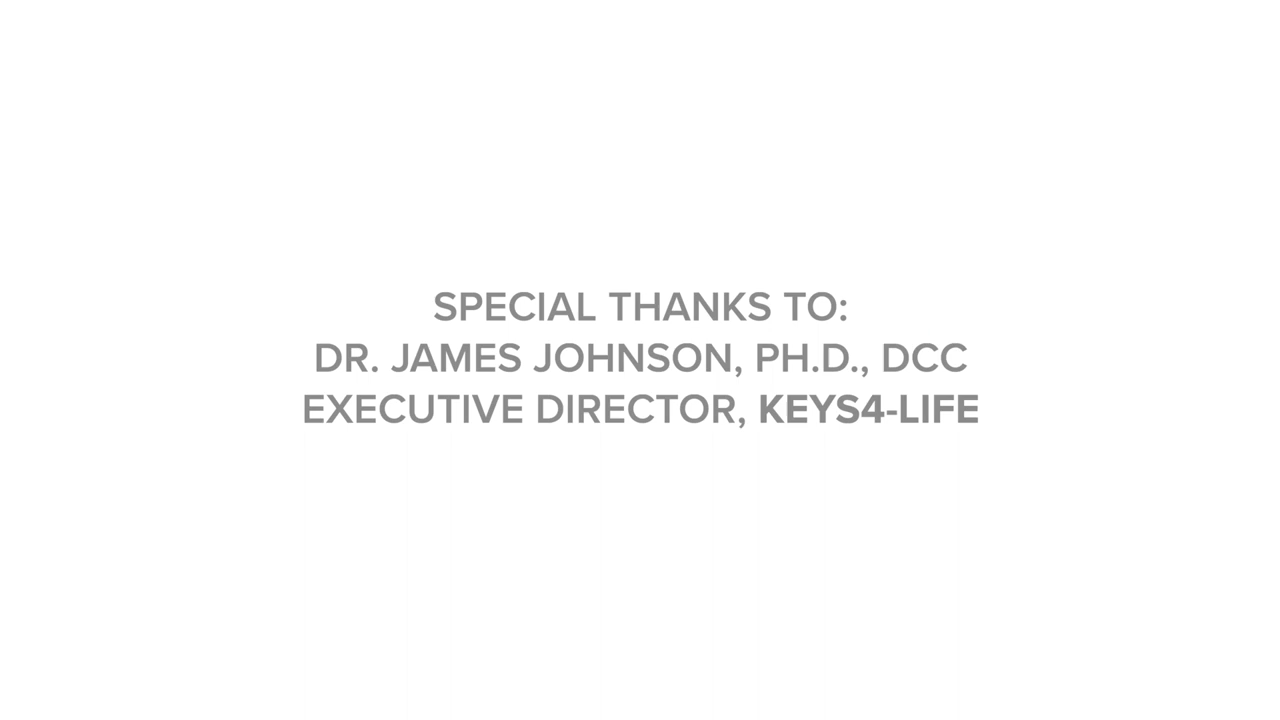 SPECIAL THANKS TO:
DR. JAMES JOHNSON, PH.D., DCC
EXECUTIVE DIRECTOR, KEYS4-LIFE